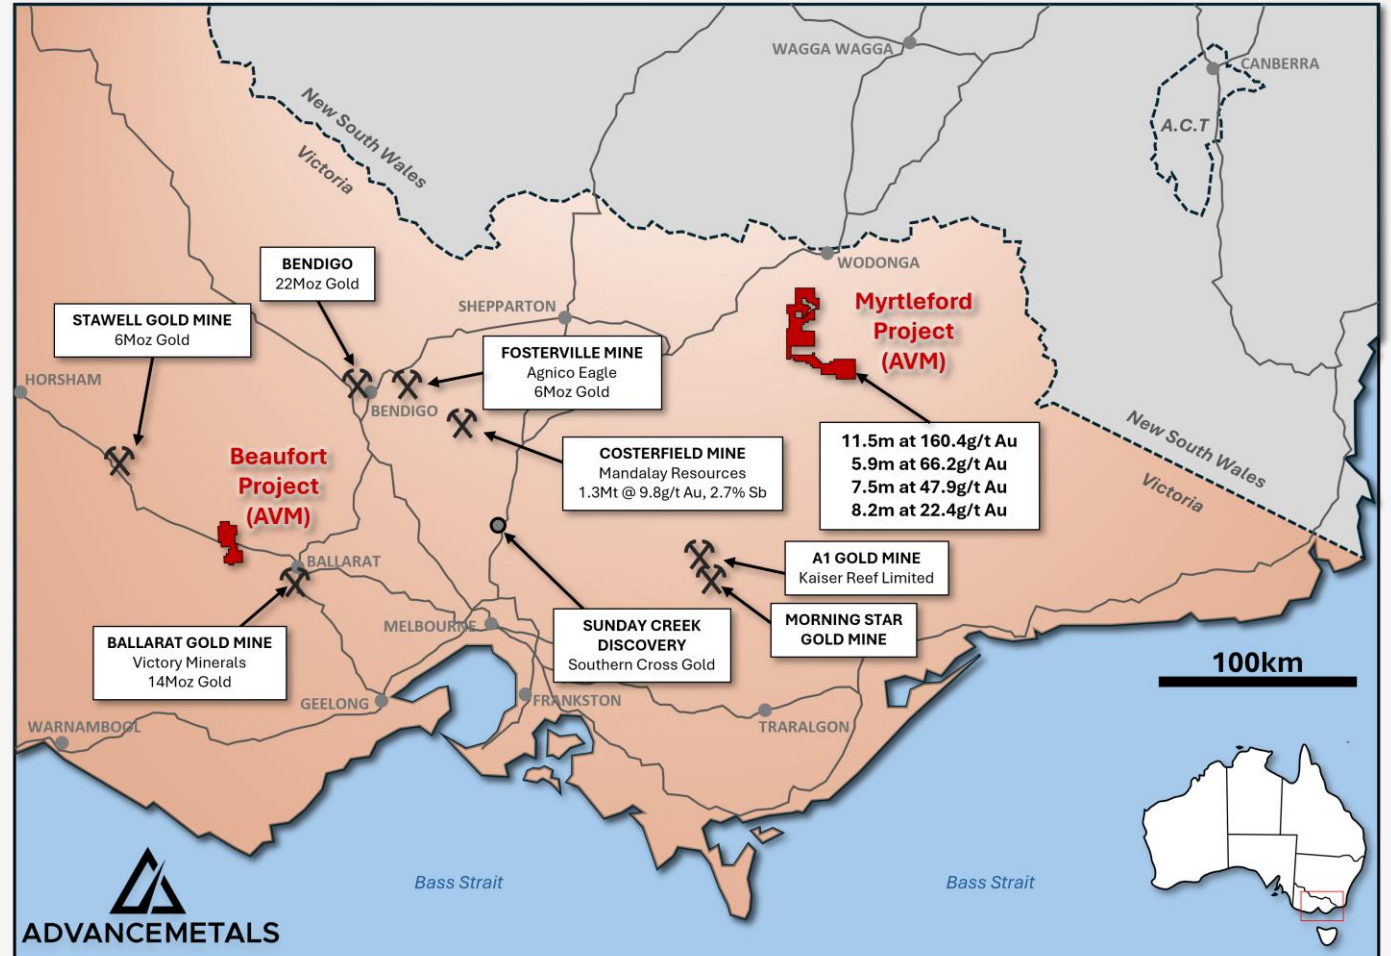 WAGGA WAGGA
CANBERRA
A.C.T
New South Wales
Victoria
WODONGA
BENDIGO
22Moz Gold
SHEPPARTON
Myrtleford
Project
(AVM)
STAWELL GOLD MINE
6Moz Gold
FOSTERVILLE MINE
Agnico Eagle
6Moz Gold
HORSHAM
BENDIGO
11.5m at 160.4g/t Au
5.9m at 66.2g/t Au
7.5m at 47.9g/t Au
8.2m at 22.4g/t Au
New South Wales
Victoria
Beaufort
Project
(AVM)
COSTERFIELD MINE
Mandalay Resources
1.3Mt @ 9.8g/t Au, 2.7% Sb
BALLARAT
A1 GOLD MINE
Kaiser Reef Limited
MORNING STAR
GOLD MINE
MELBOURNE
SUNDAY CREEK
DISCOVERY
Southern Cross Gold
BALLARAT GOLD MINE
Victory Minerals
14Moz Gold
100km
GEELONG
FRANKSTON
TRARALGON
WARNAMBOOL
Bass Strait
Bass Strait
ADVANCEMETALS